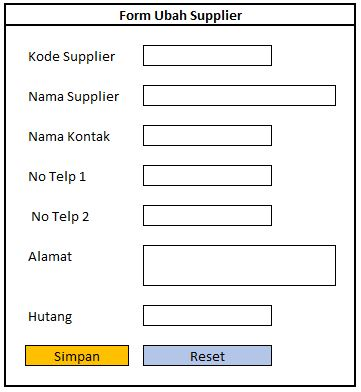 Form Ubah Supplier
Kode Supplier
Nama Supplier
Nama Kontak
No Telp 1
No Telp 2
Alamat
Hutang
Simpan Reset